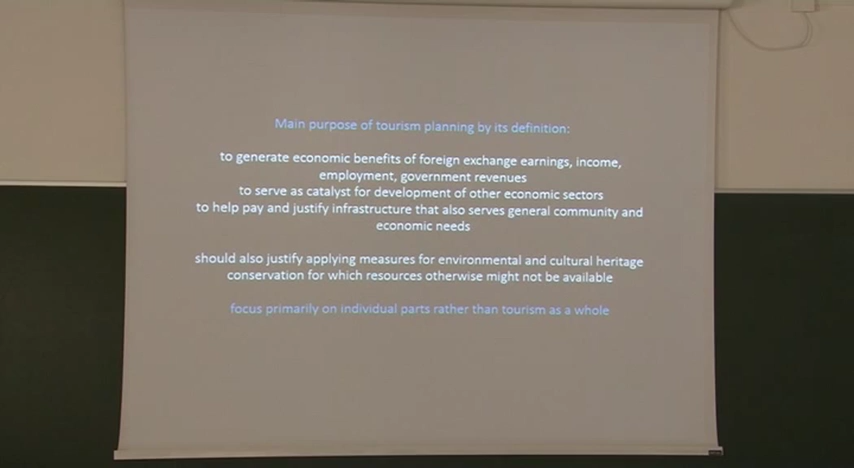 Main purpose of tourism planning by its definition:
to generate economic benefits of foreign exchange earnings, income,
employment, government revenues
to serve as catalyst for development of other economic sectors
to help pay and justify infrastructure that also serves general community and
economic needs
should also justify applying measures for environmental and cultural heritage
conservation for which resources otherwise might not be available
focus primarily on individual parts rather than tourism as a whole